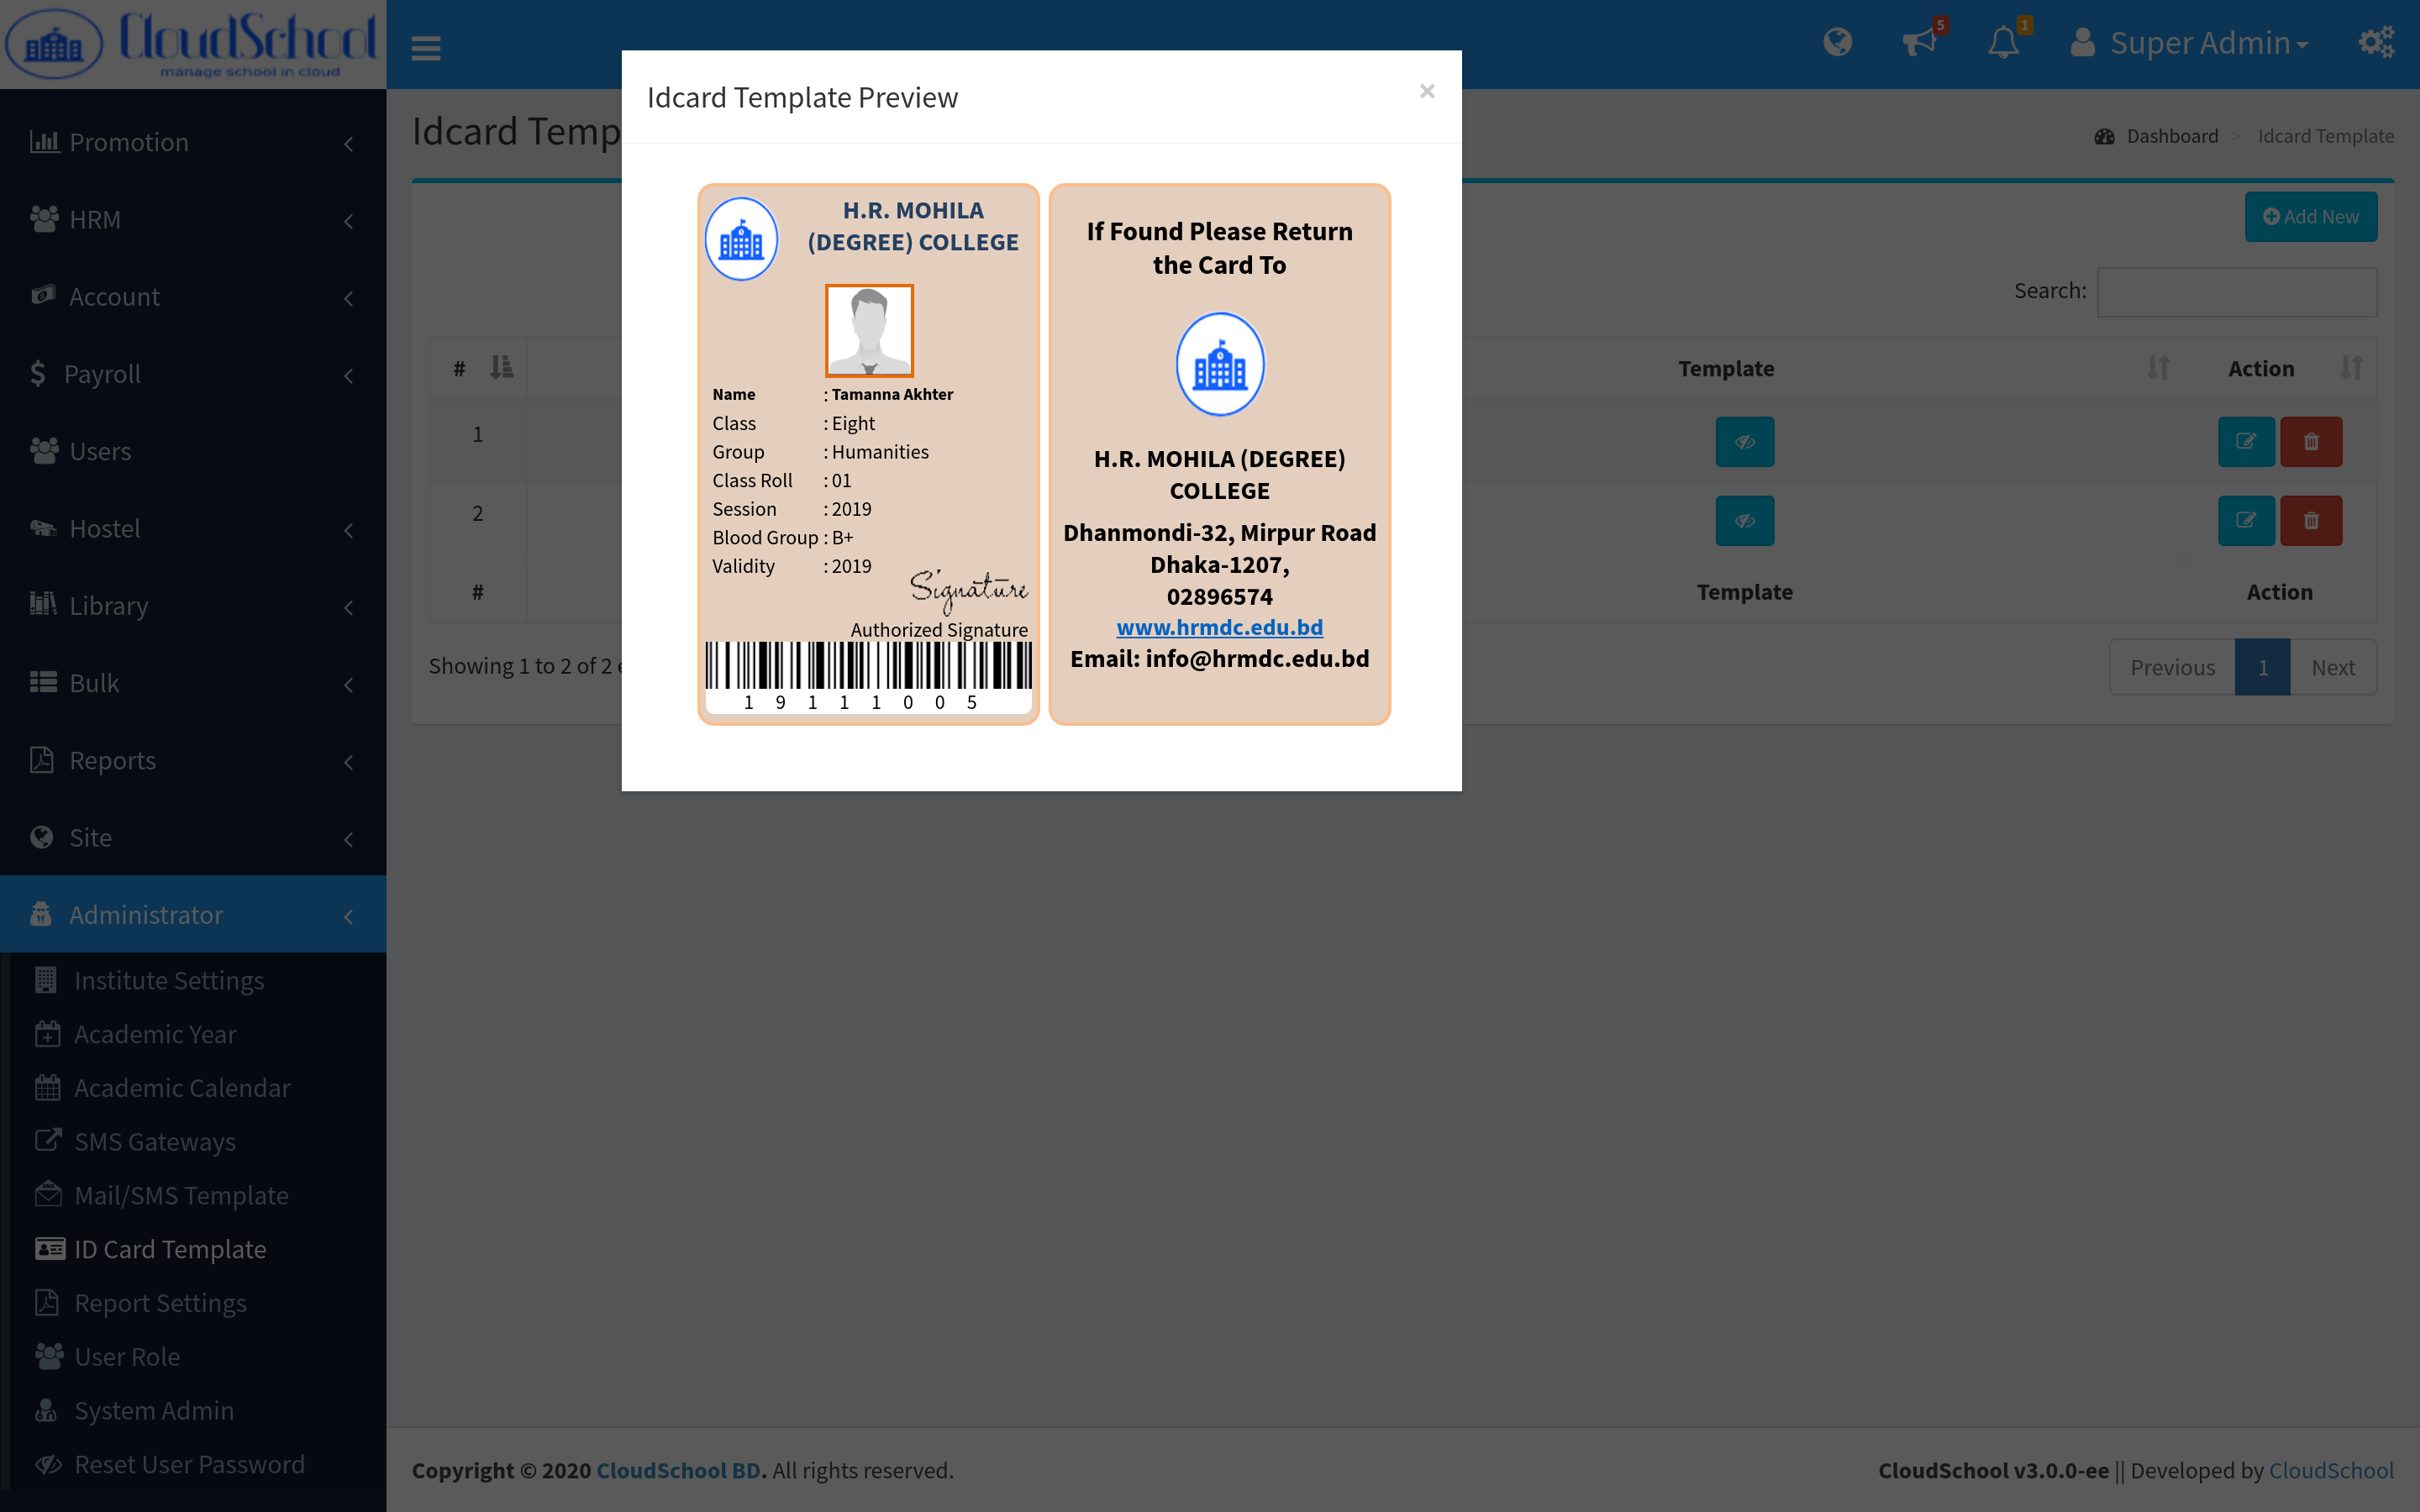 CloudSchool
manage school in cloud
5
1
Super Admin
Promotion
HRM
Account
Payroll
Users
Hostel
Library
Bulk
Reports
Site
Administrator
Institute Settings
Academic Year
Academic Calendar
SMS Gateways
Mail/SMS Template
ID Card Template
Report Settings
User Role
System Admin
Reset User Password
Idcard Temp
Dashboard > Idcard Template
Add New
Search:
# Template Action
1
2
# Template Action
Showing 1 to 2 of 2
Previous 1 Next
Idcard Template Preview ×
H.R. MOHILA
(DEGREE) COLLEGE
Name : Tamanna Akhter
Class : Eight
Group : Humanities
Class Roll : 01
Session : 2019
Blood Group : B+
Validity : 2019
Signature
Authorized Signature
1 9 1 1 1 0 0 5
If Found Please Return
the Card To
H.R. MOHILA (DEGREE)
COLLEGE
Dhanmondi-32, Mirpur Road
Dhaka-1207,
02896574
www.hrmdc.edu.bd
Email: info@hrmdc.edu.bd
Copyright © 2020 CloudSchool BD. All rights reserved.
CloudSchool v3.0.0-ee || Developed by CloudSchool